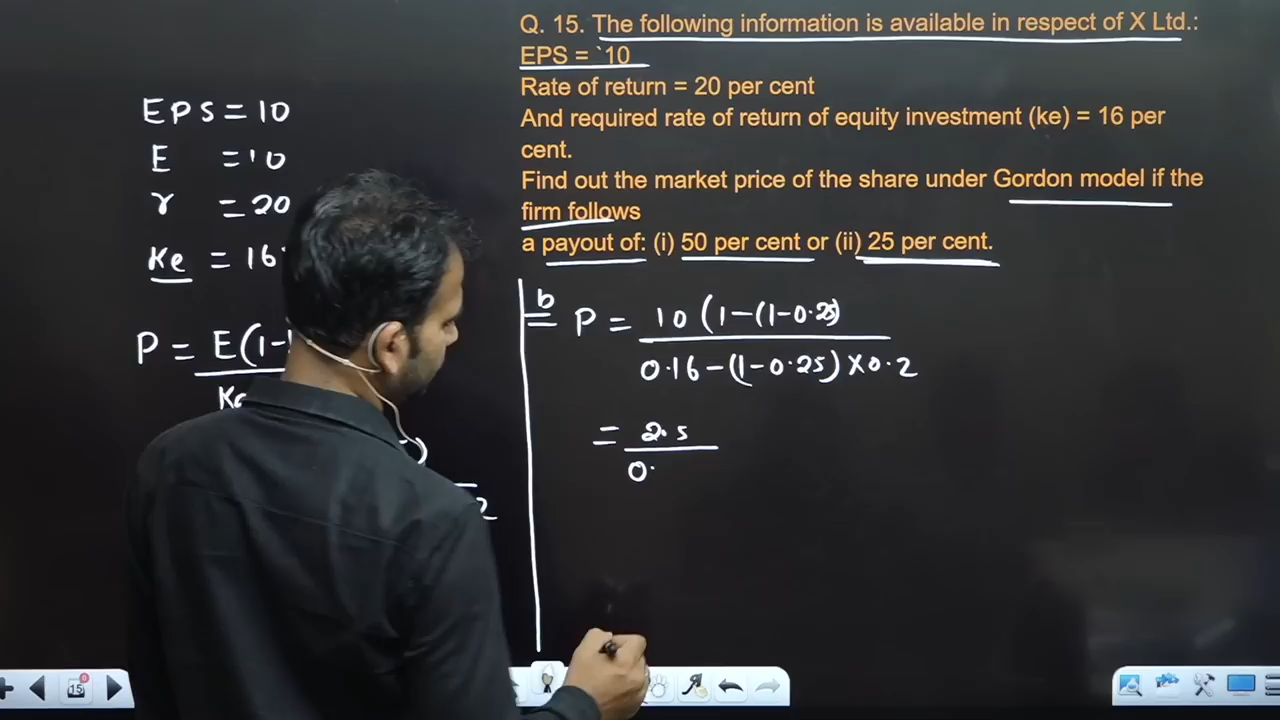 Q. 15. The following information is available in respect of X Ltd.:
EPS = `10
Rate of return = 20 per cent
And required rate of return of equity investment (ke) = 16 per
cent.
Find out the market price of the share under Gordon model if the
firm follows
a payout of: (i) 50 per cent or (ii) 25 per cent.
EPS = 10
E = 10
r = 20
Ke = 16
P = E(1-
2
b P = 10 (1-(1-0.25)
0.16-(1-0.25)×0.2
= 2.5
0.
15